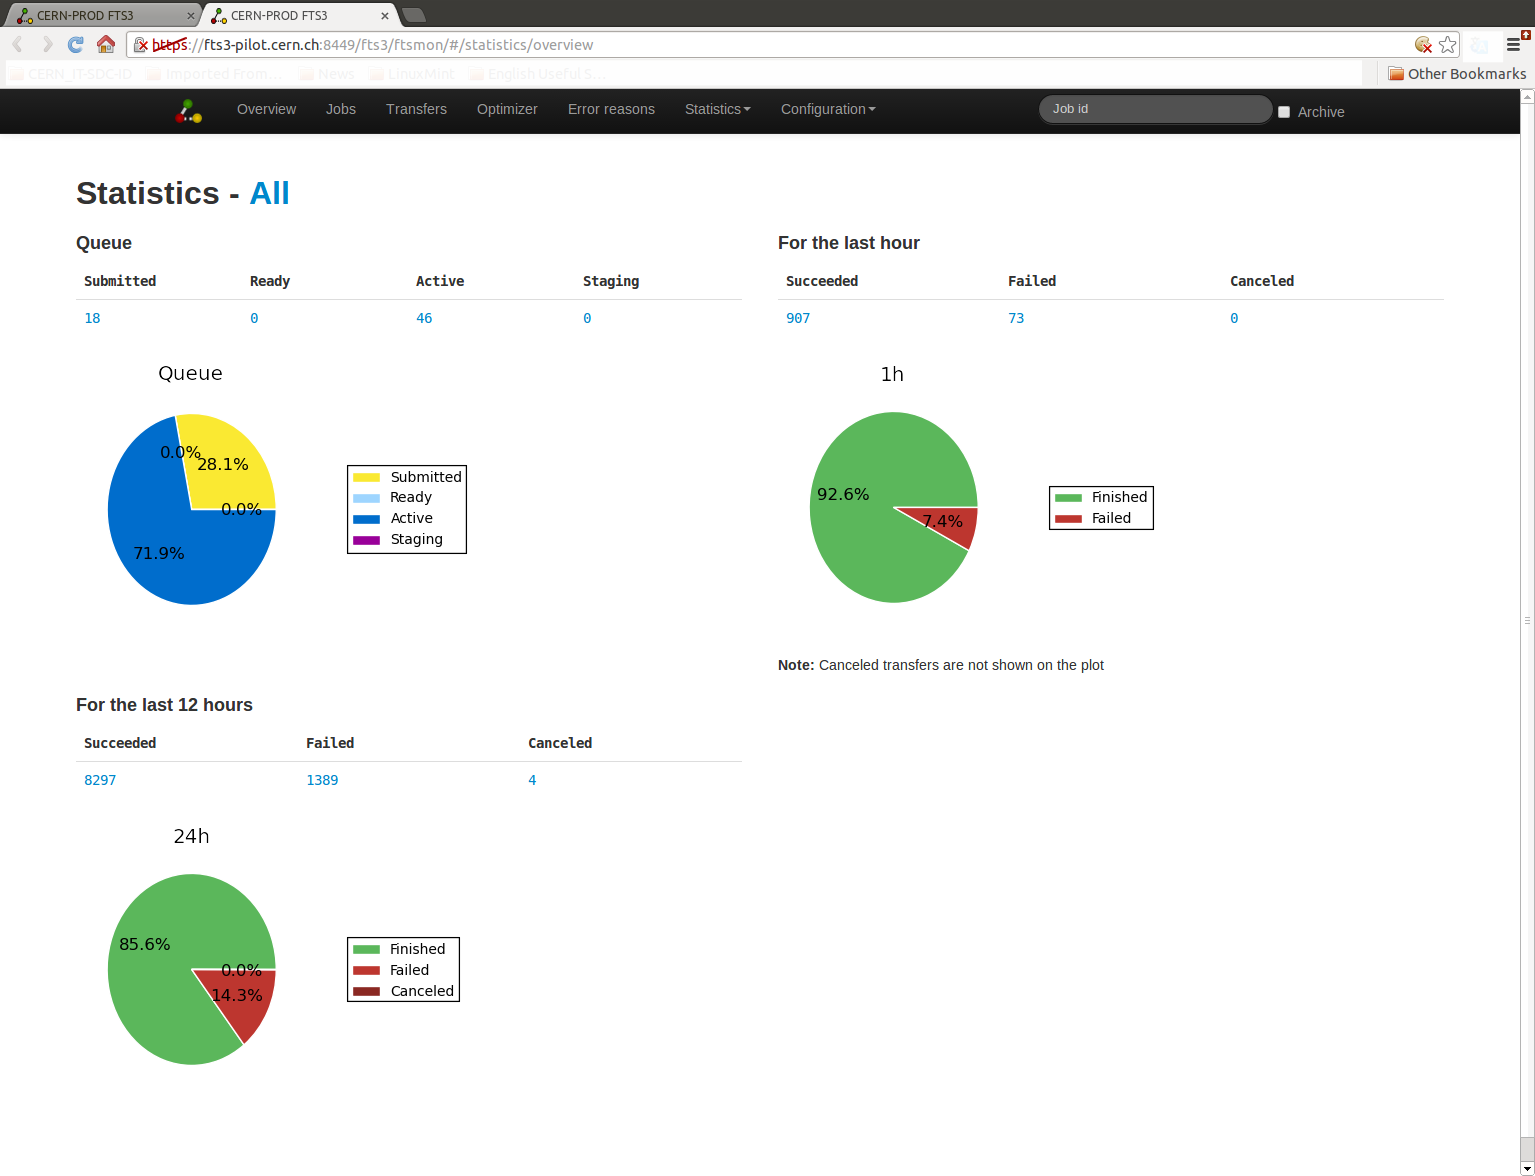 CERN-PROD FTS3
CERN-PROD FTS3
https://fts3-pilot.cern.ch:8449/fts3/ftsmon/#/statistics/overview
CERN_IT-SDC-ID Imported From... News LinuxMint English Useful S... Other Bookmarks
Overview Jobs Transfers Optimizer Error reasons Statistics Configuration Job id Archive
Statistics - All
Queue
Submitted Ready Active Staging
18 0 46 0
Queue
0.0%
28.1%
0.0%
71.9%
Submitted
Ready
Active
Staging
For the last hour
Succeeded Failed Canceled
907 73 0
1h
92.6%
7.4%
Finished
Failed
Note: Canceled transfers are not shown on the plot
For the last 12 hours
Succeeded Failed Canceled
8297 1389 4
24h
85.6%
0.0%
14.3%
Finished
Failed
Canceled